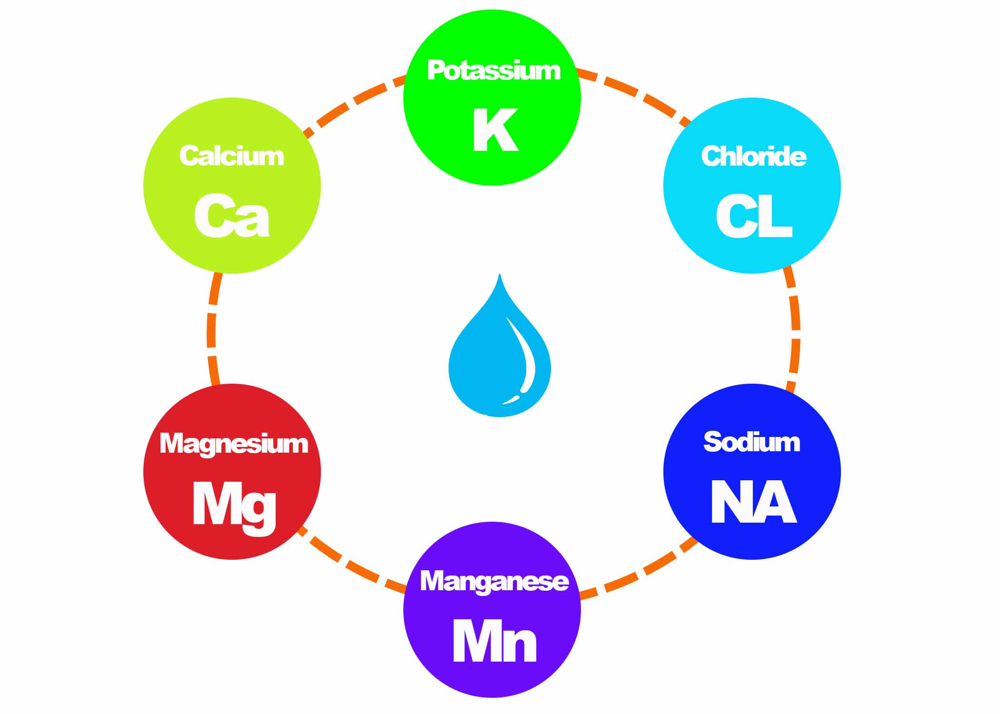 Potassium
K
Calcium
Ca
Chloride
CL
Magnesium
Mg
Sodium
NA
Manganese
Mn